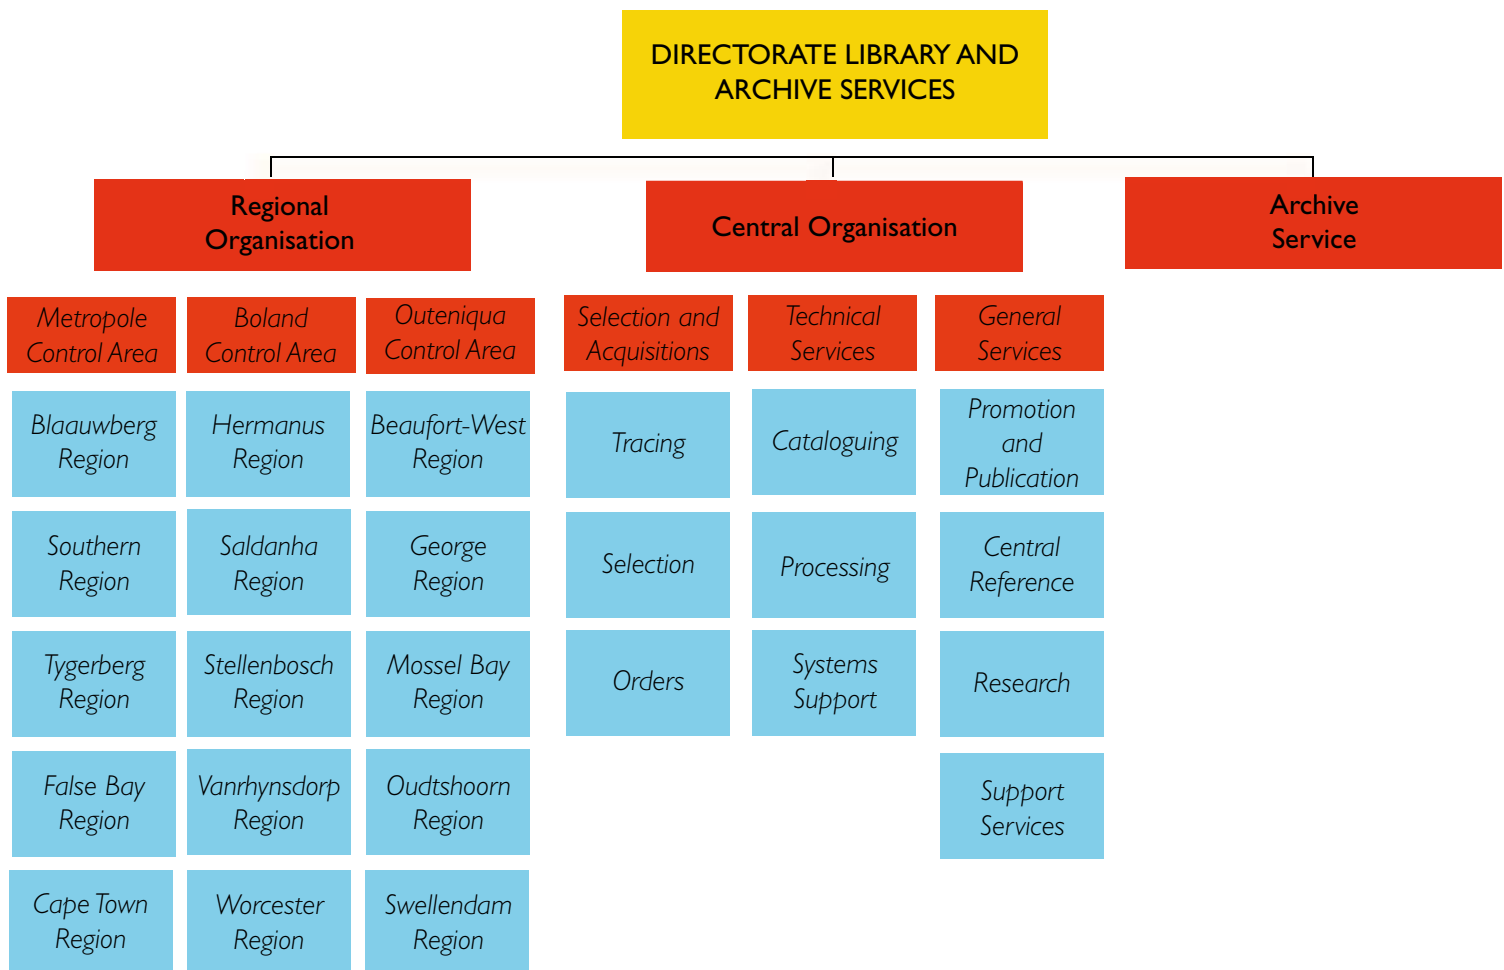 DIRECTORATE LIBRARY AND
ARCHIVE SERVICES
Regional
Organisation
Central Organisation
Archive
Service
Metropole
Control Area
Boland
Control Area
Outeniqua
Control Area
Selection and
Acquisitions
Technical
Services
General
Services
Blaauwberg
Region
Southern
Region
Tygerberg
Region
False Bay
Region
Cape Town
Region
Hermanus
Region
Saldanha
Region
Stellenbosch
Region
Vanrhynsdorp
Region
Worcester
Region
Beaufort-West
Region
George
Region
Mossel Bay
Region
Oudtshoorn
Region
Swellendam
Region
Tracing
Selection
Orders
Cataloguing
Processing
Systems
Support
Promotion
and
Publication
Central
Reference
Research
Support
Services